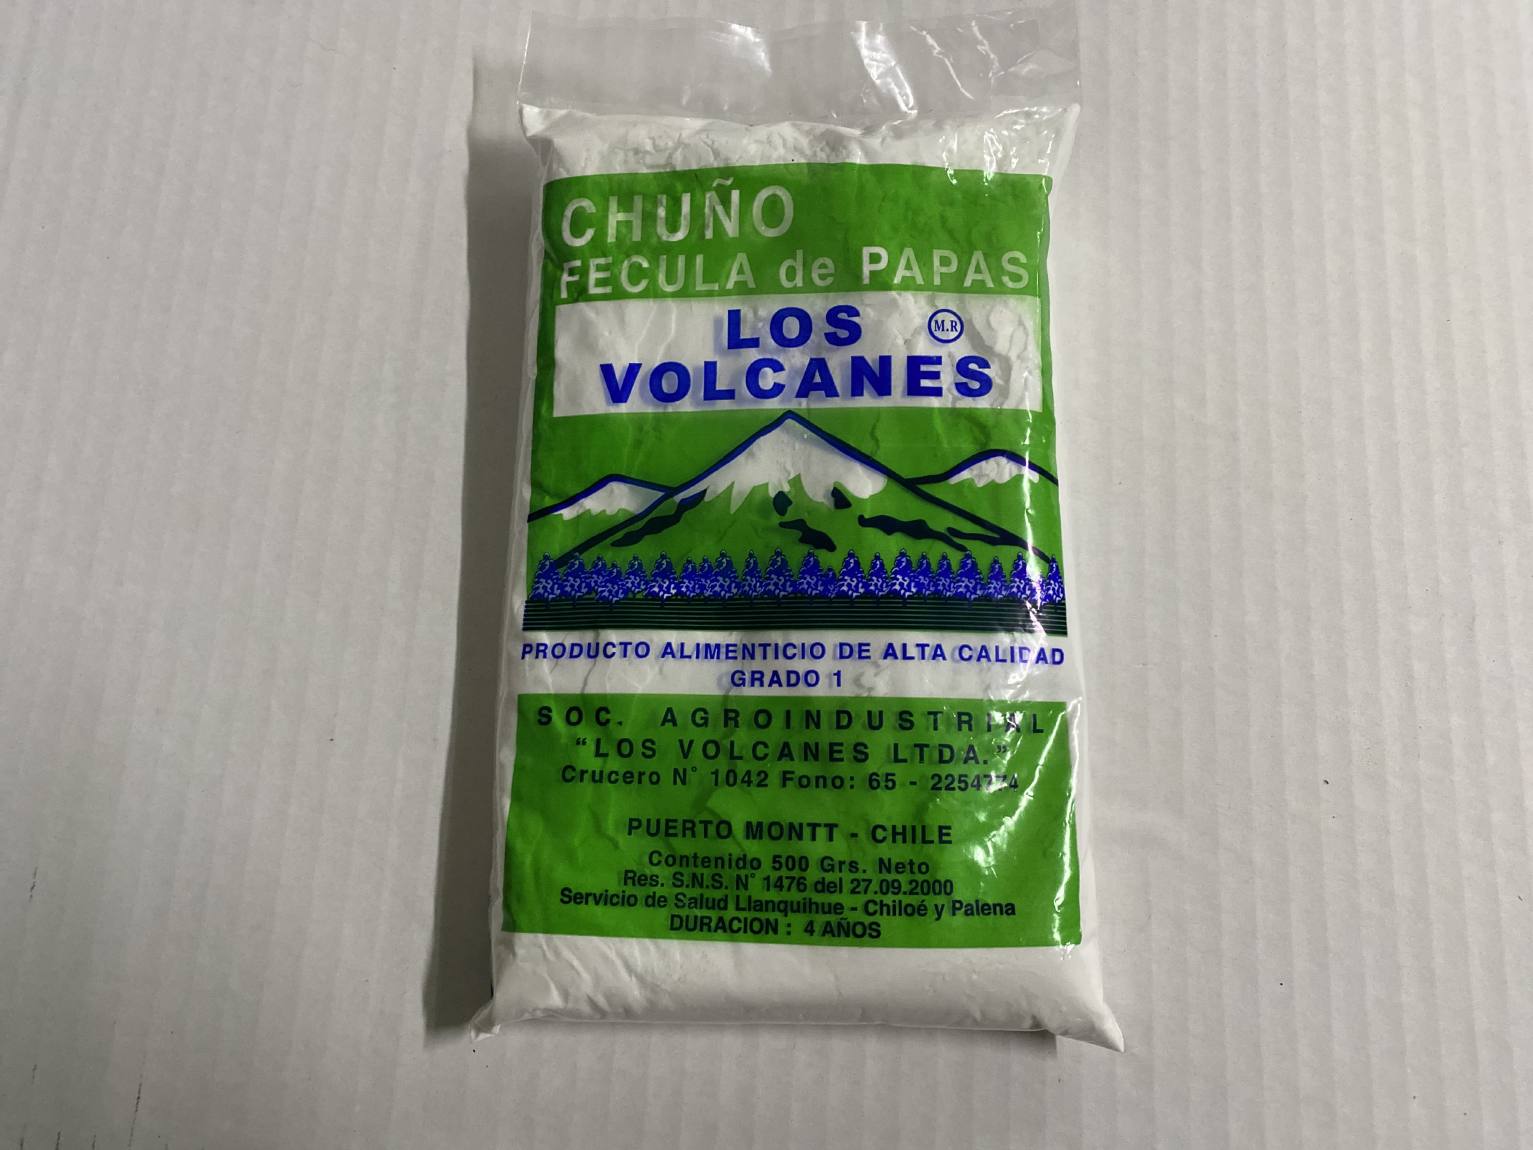 CHUÑO
FECULA de PAPAS
LOS
M.R
VOLCANES
PRODUCTO ALIMENTICIO DE ALTA CALIDAD
GRADO 1
SOC. AGROINDUSTRIAL
“LOS VOLCANES LTDA.”
Crucero N° 1042 Fono: 65 - 2254774
PUERTO MONTT - CHILE
Contenido 500 Grs. Neto
Res. S.N.S. N° 1476 del 27.09.2000
Servicio de Salud Llanquihue - Chiloé y Palena
DURACION : 4 AÑOS